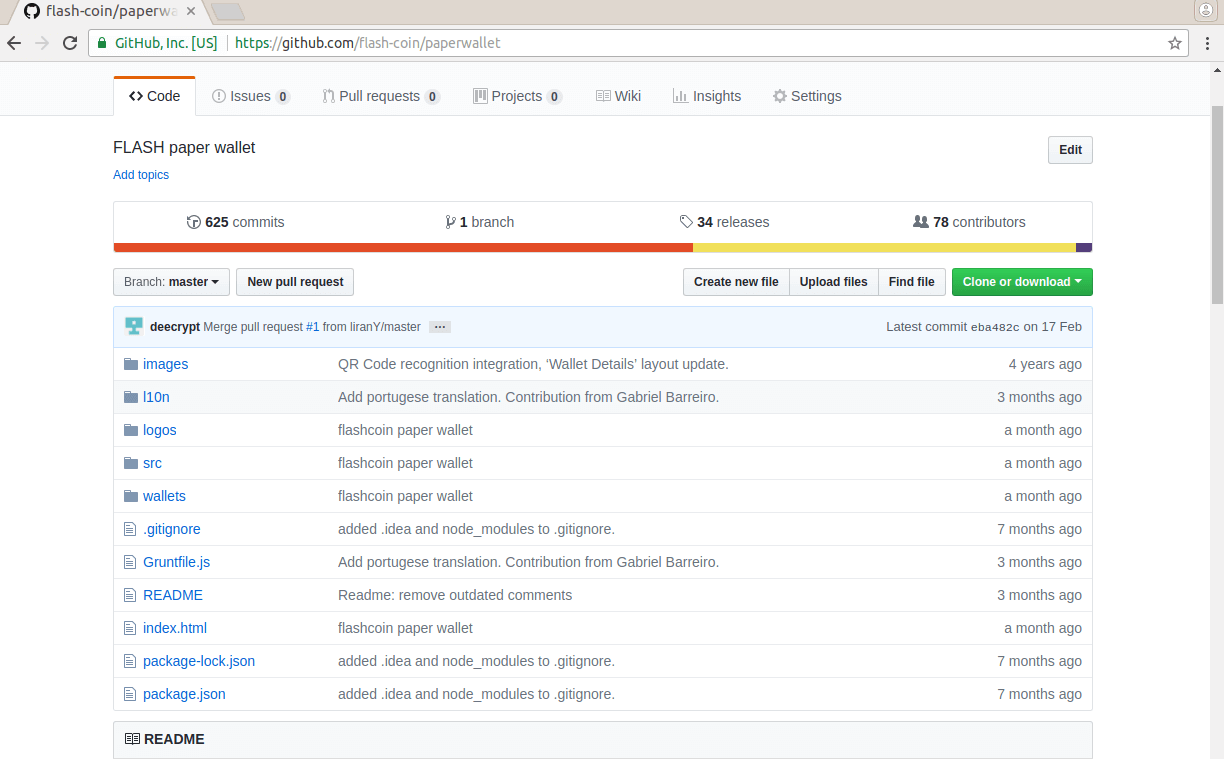 flash-coin/paperwa
GitHub, Inc. [US] https://github.com/flash-coin/paperwallet
Code Issues 0 Pull requests 0 Projects 0 Wiki Insights Settings
FLASH paper wallet Edit
Add topics
625 commits 1 branch 34 releases 78 contributors
Branch: master New pull request Create new file Upload files Find file Clone or download
deecrypt Merge pull request #1 from liranY/master ... Latest commit eba482c on 17 Feb
images QR Code recognition integration, ‘Wallet Details’ layout update. 4 years ago
l10n Add portugese translation. Contribution from Gabriel Barreiro. 3 months ago
logos flashcoin paper wallet a month ago
src flashcoin paper wallet a month ago
wallets flashcoin paper wallet a month ago
.gitignore added .idea and node_modules to .gitignore. 7 months ago
Gruntfile.js Add portugese translation. Contribution from Gabriel Barreiro. 3 months ago
README Readme: remove outdated comments 3 months ago
index.html flashcoin paper wallet a month ago
package-lock.json added .idea and node_modules to .gitignore. 7 months ago
package.json added .idea and node_modules to .gitignore. 7 months ago
README